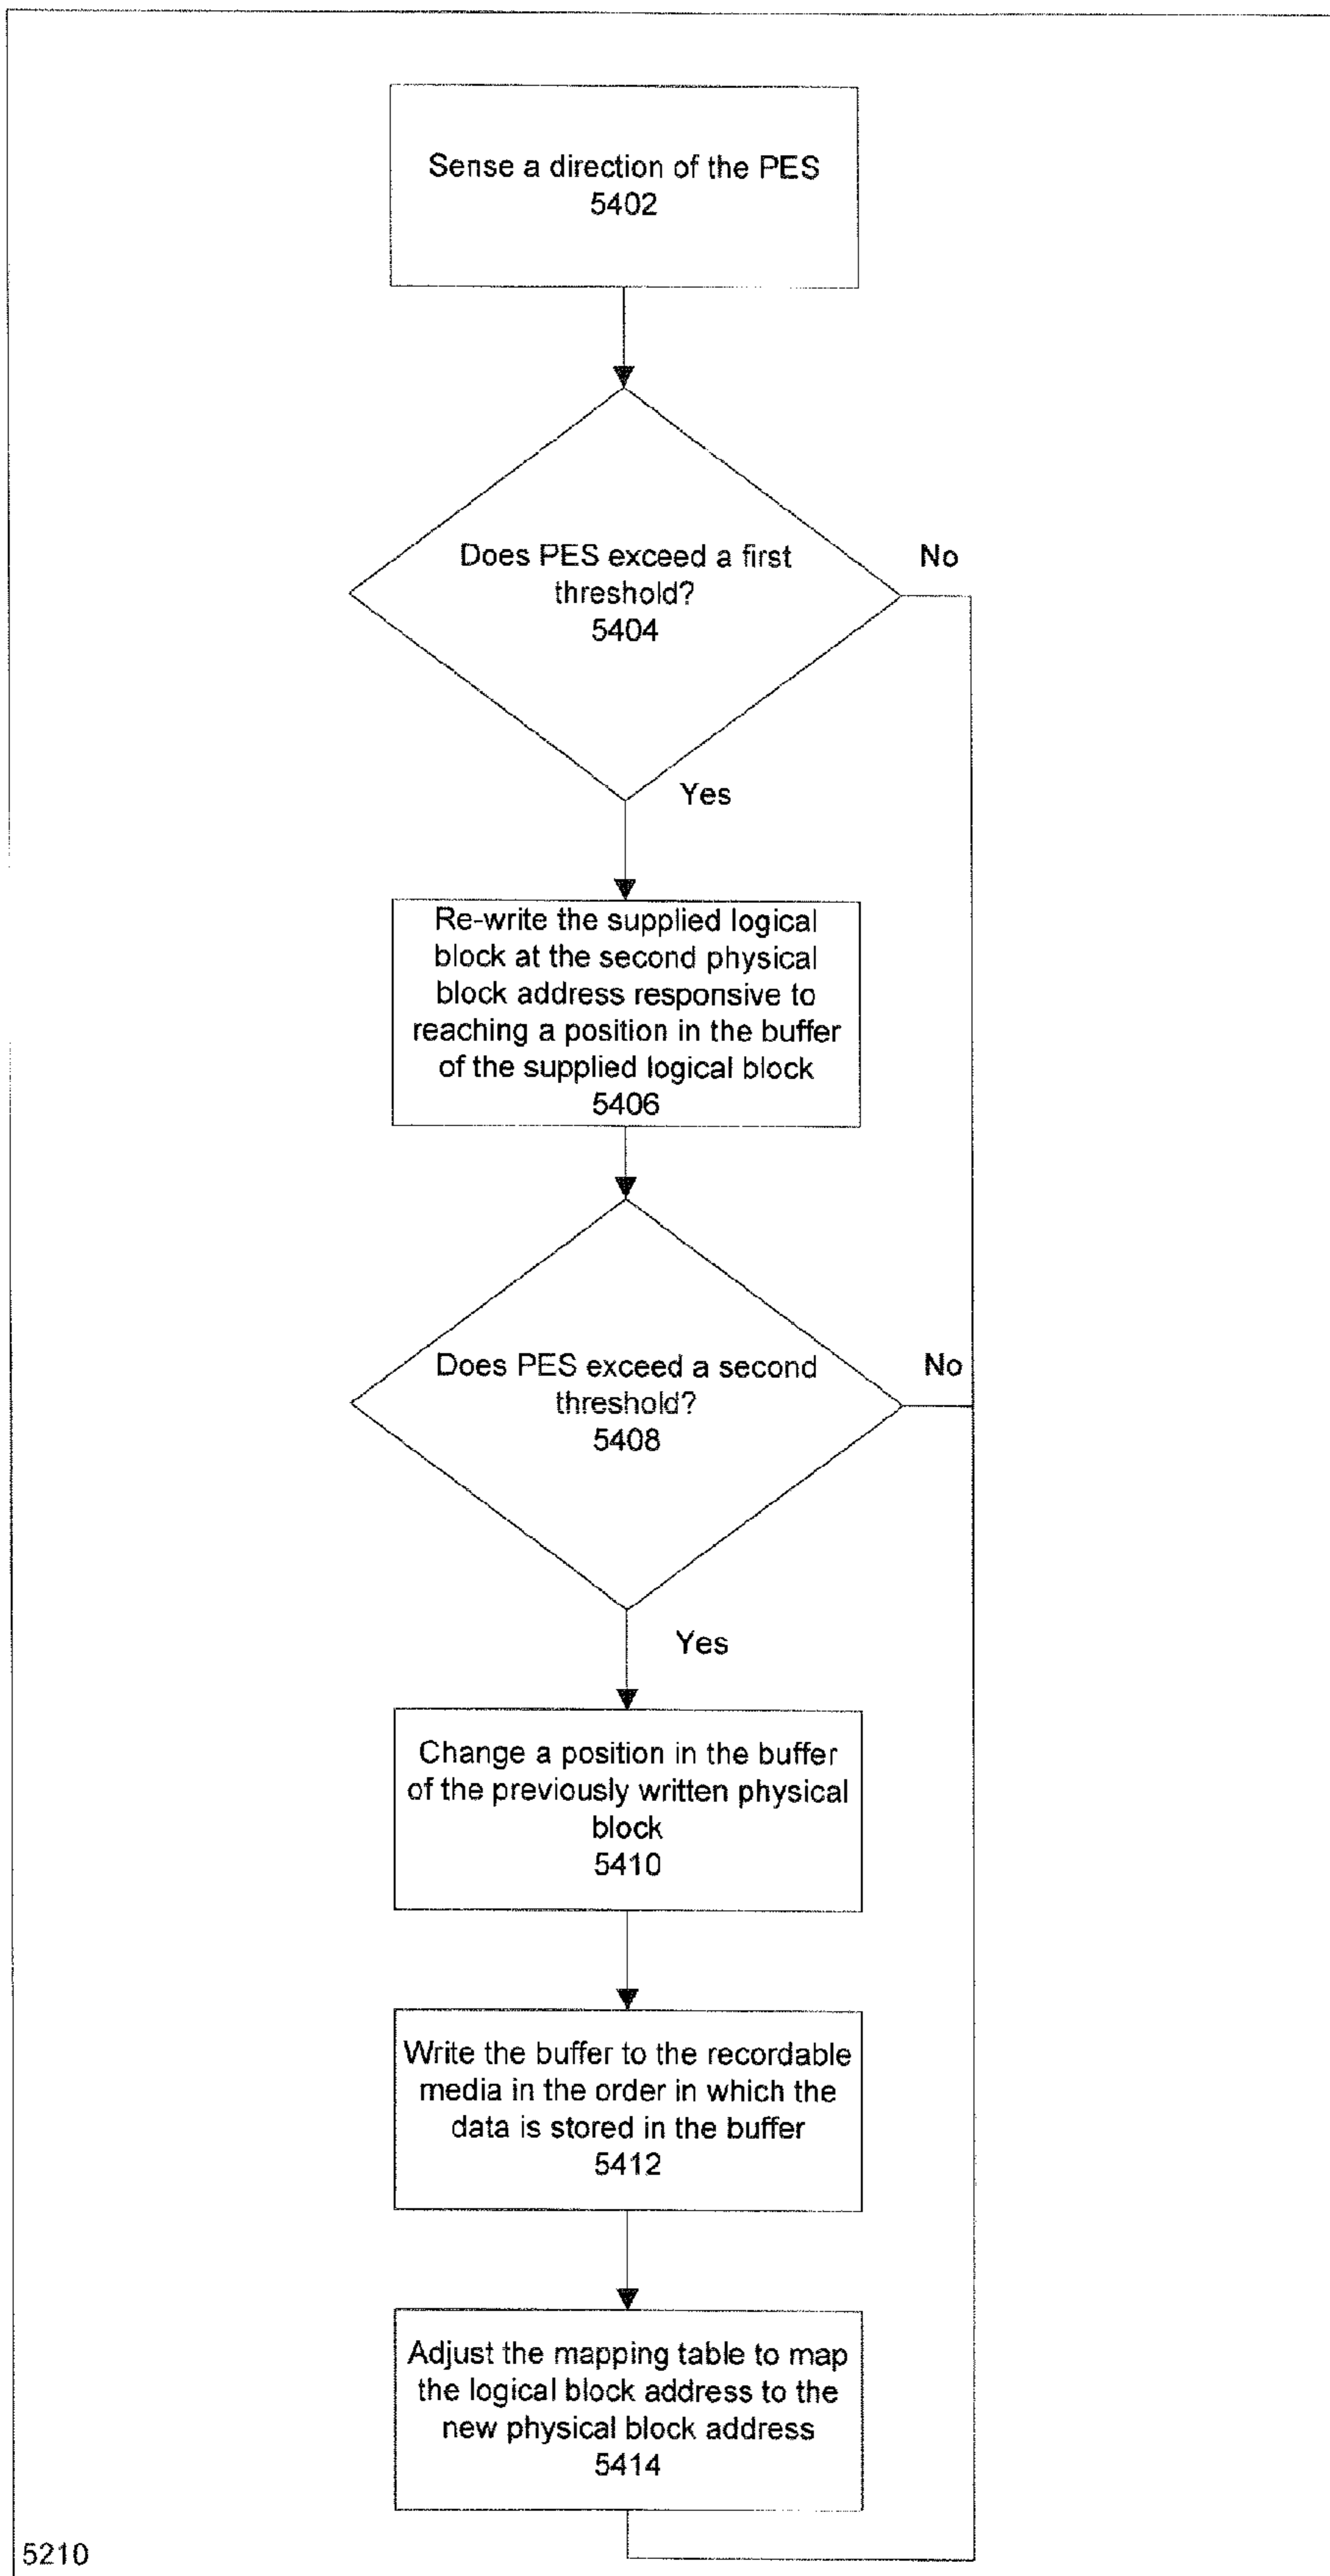 Sense a direction of the PES
5402
Does PES exceed a first
threshold?
5404
No
Yes
Re-write the supplied logical
block at the second physical
block address responsive to
reaching a position in the buffer
of the supplied logical block
5406
Does PES exceed a second
threshold?
5408
No
Yes
Change a position in the buffer
of the previously written physical
block
5410
Write the buffer to the recordable
media in the order in which the
data is stored in the buffer
5412
Adjust the mapping table to map
the logical block address to the
new physical block address
5414
5210